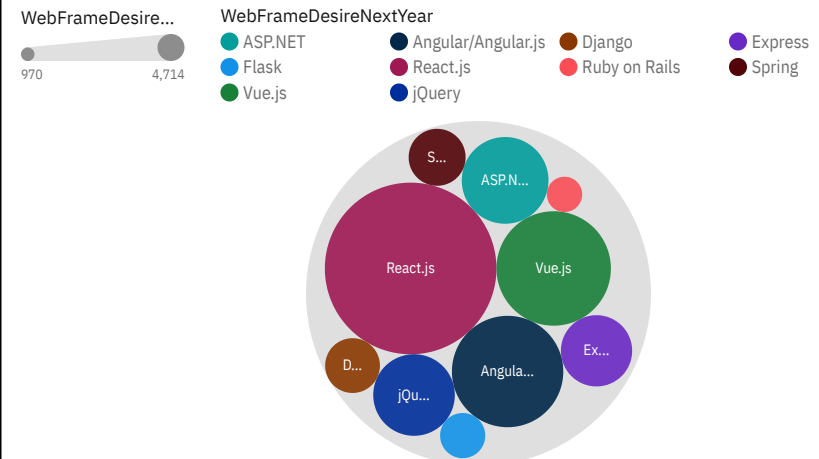 WebFrameDesire...
970 4,714
WebFrameDesireNextYear
ASP.NET Angular/Angular.js Django Express
Flask React.js Ruby on Rails Spring
Vue.js jQuery
S...
ASP.N...
React.js
Vue.js
Ex...
D...
Angula...
jQu...